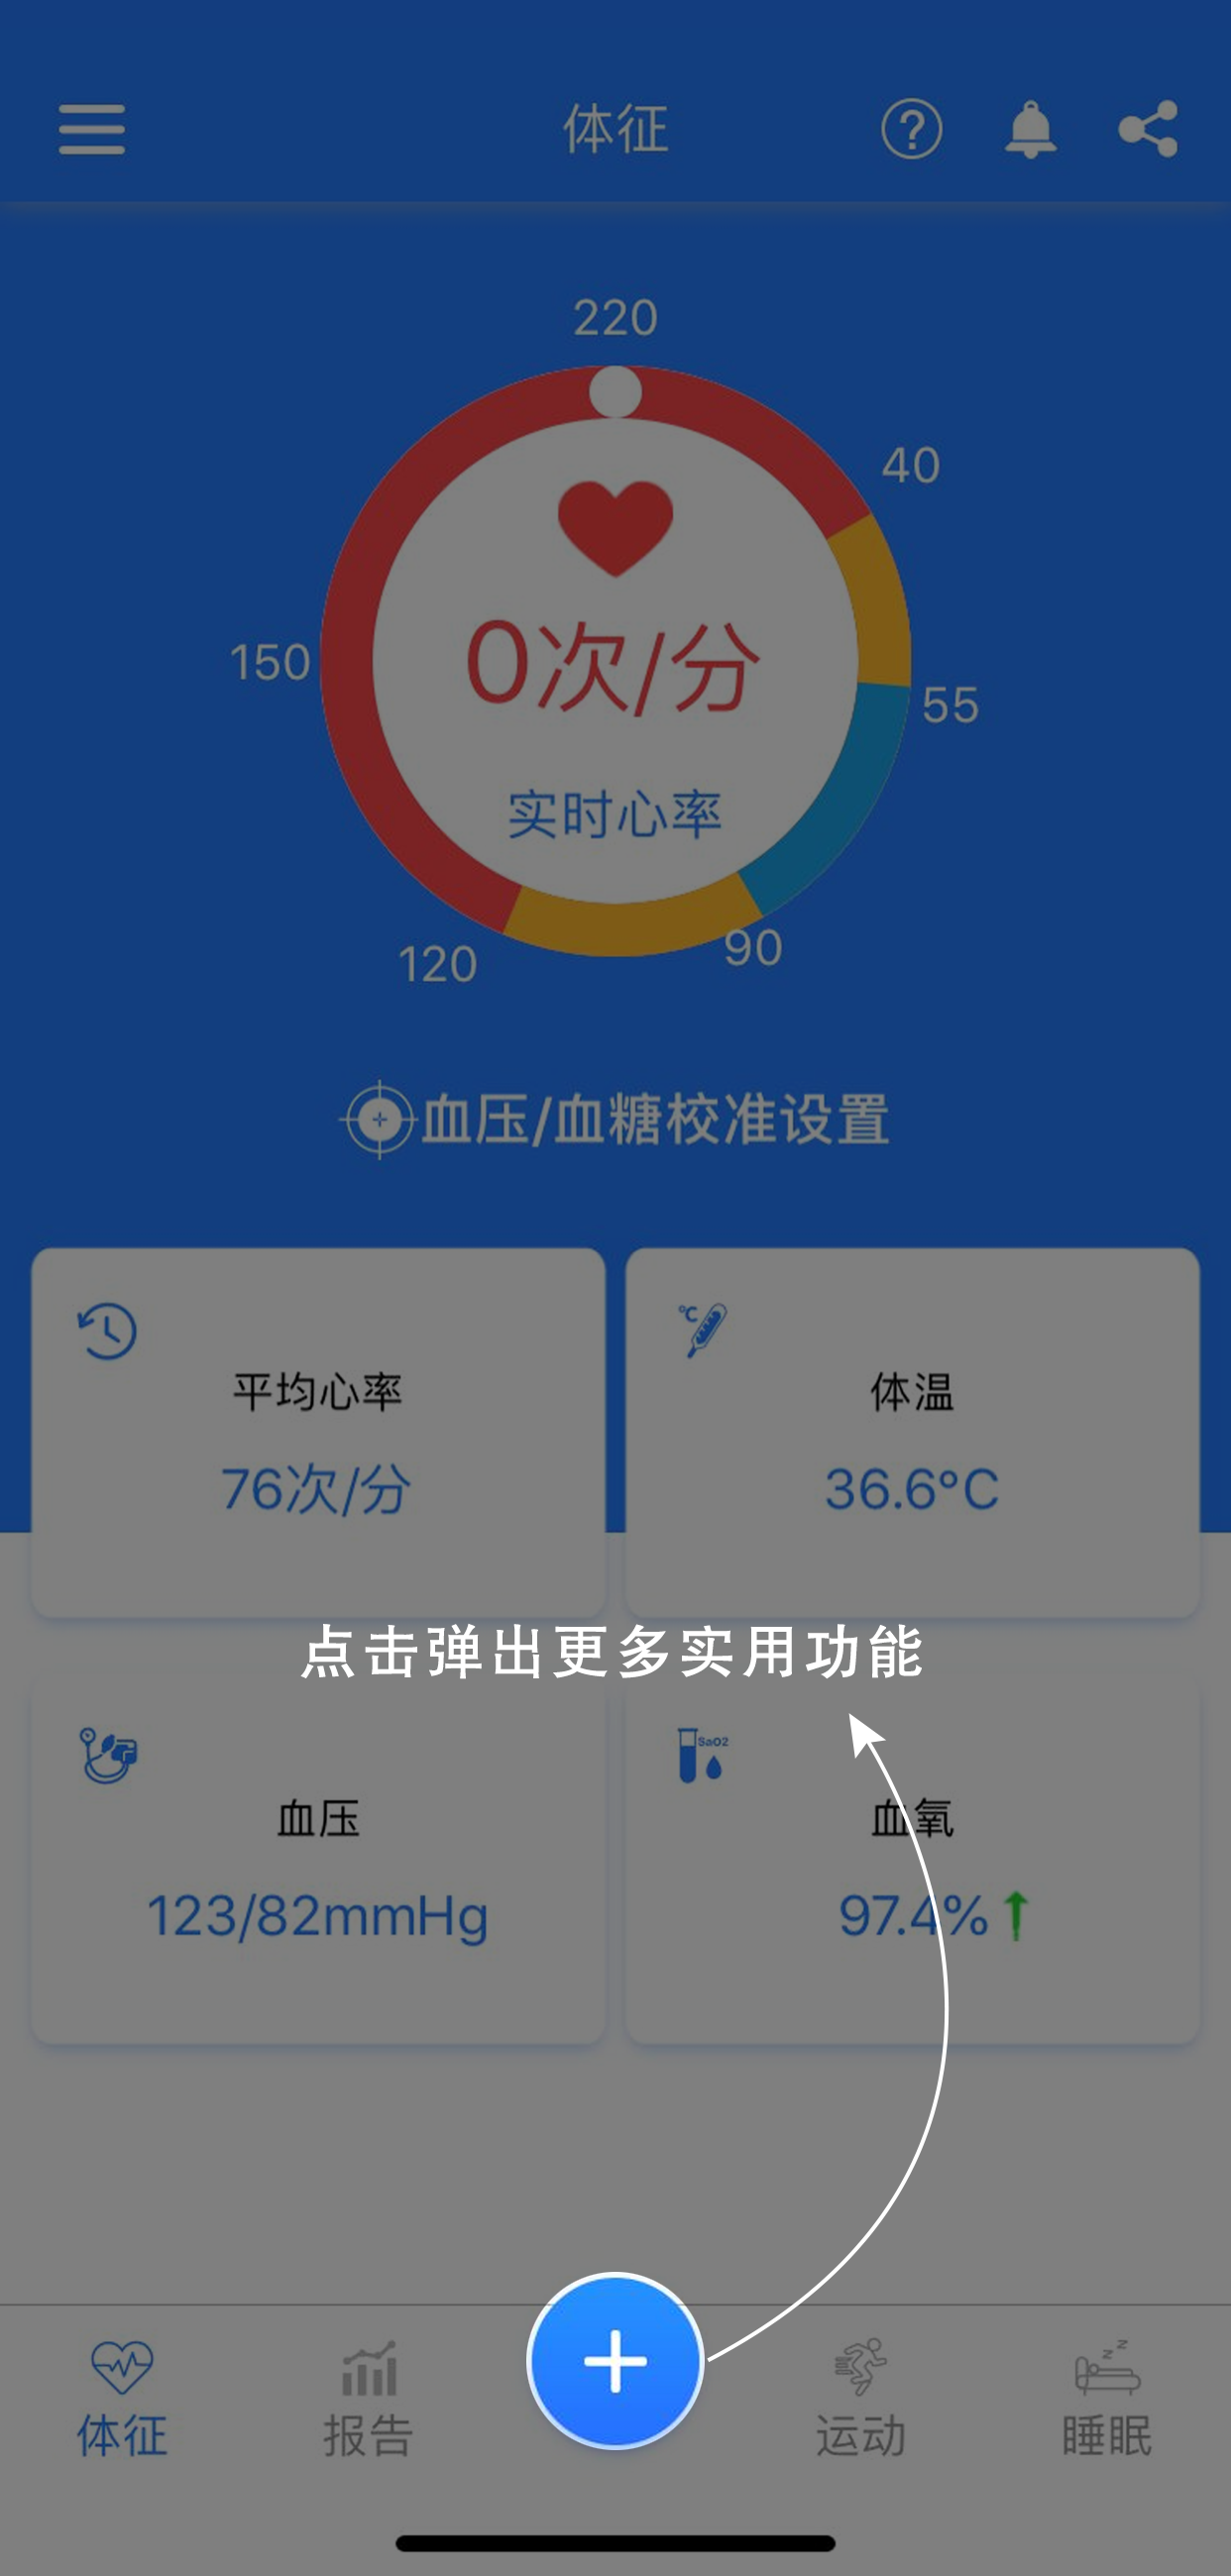 体征
220
40
150
0次/分
55
实时心率
120
90
血压/血糖校准设置
平均心率
76次/分
℃
体温
36.6°C
点击弹出更多实用功能
血压
123/82mmHg
SaO2
血氧
97.4%
体征
报告
运动
z z
睡眠